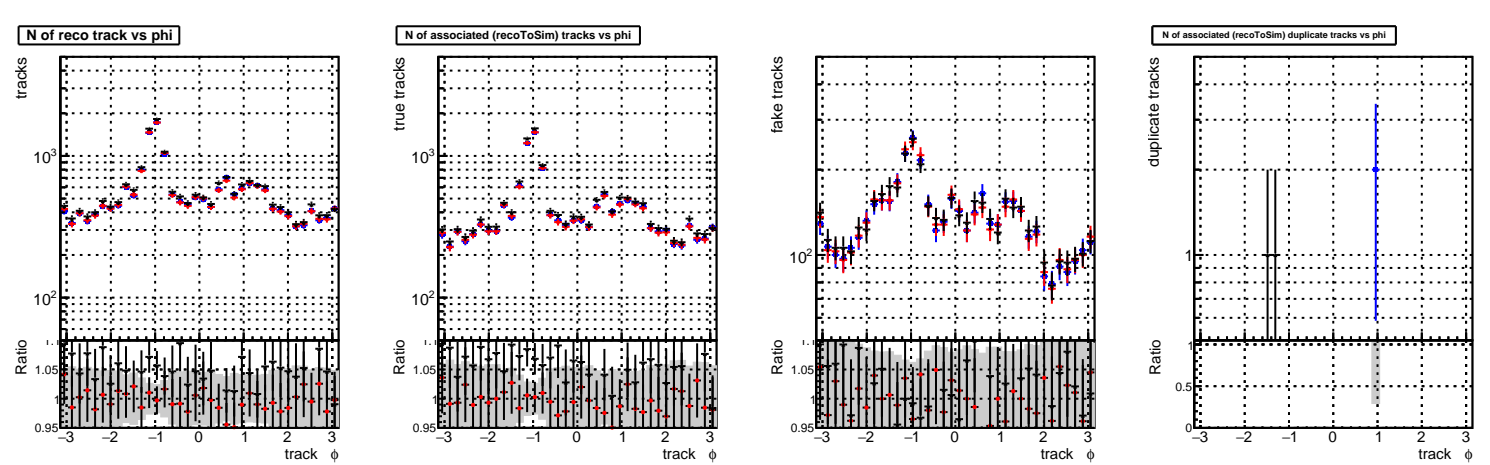 N of reco track vs phi
tracks
10³
10²
Ratio
1.05
1
0.95
−3 −2 −1 0 1 2 3
track ϕ
N of associated (recoToSim) tracks vs phi
true tracks
10³
10²
Ratio
1.05
1
0.95
−3 −2 −1 0 1 2 3
track ϕ
fake tracks
10²
Ratio
1.05
1
0.95
−3 −2 −1 0 1 2 3
track ϕ
N of associated (recoToSim) duplicate tracks vs phi
duplicate tracks
1
Ratio
1
0.5
0
−3 −2 −1 0 1 2 3
track ϕ